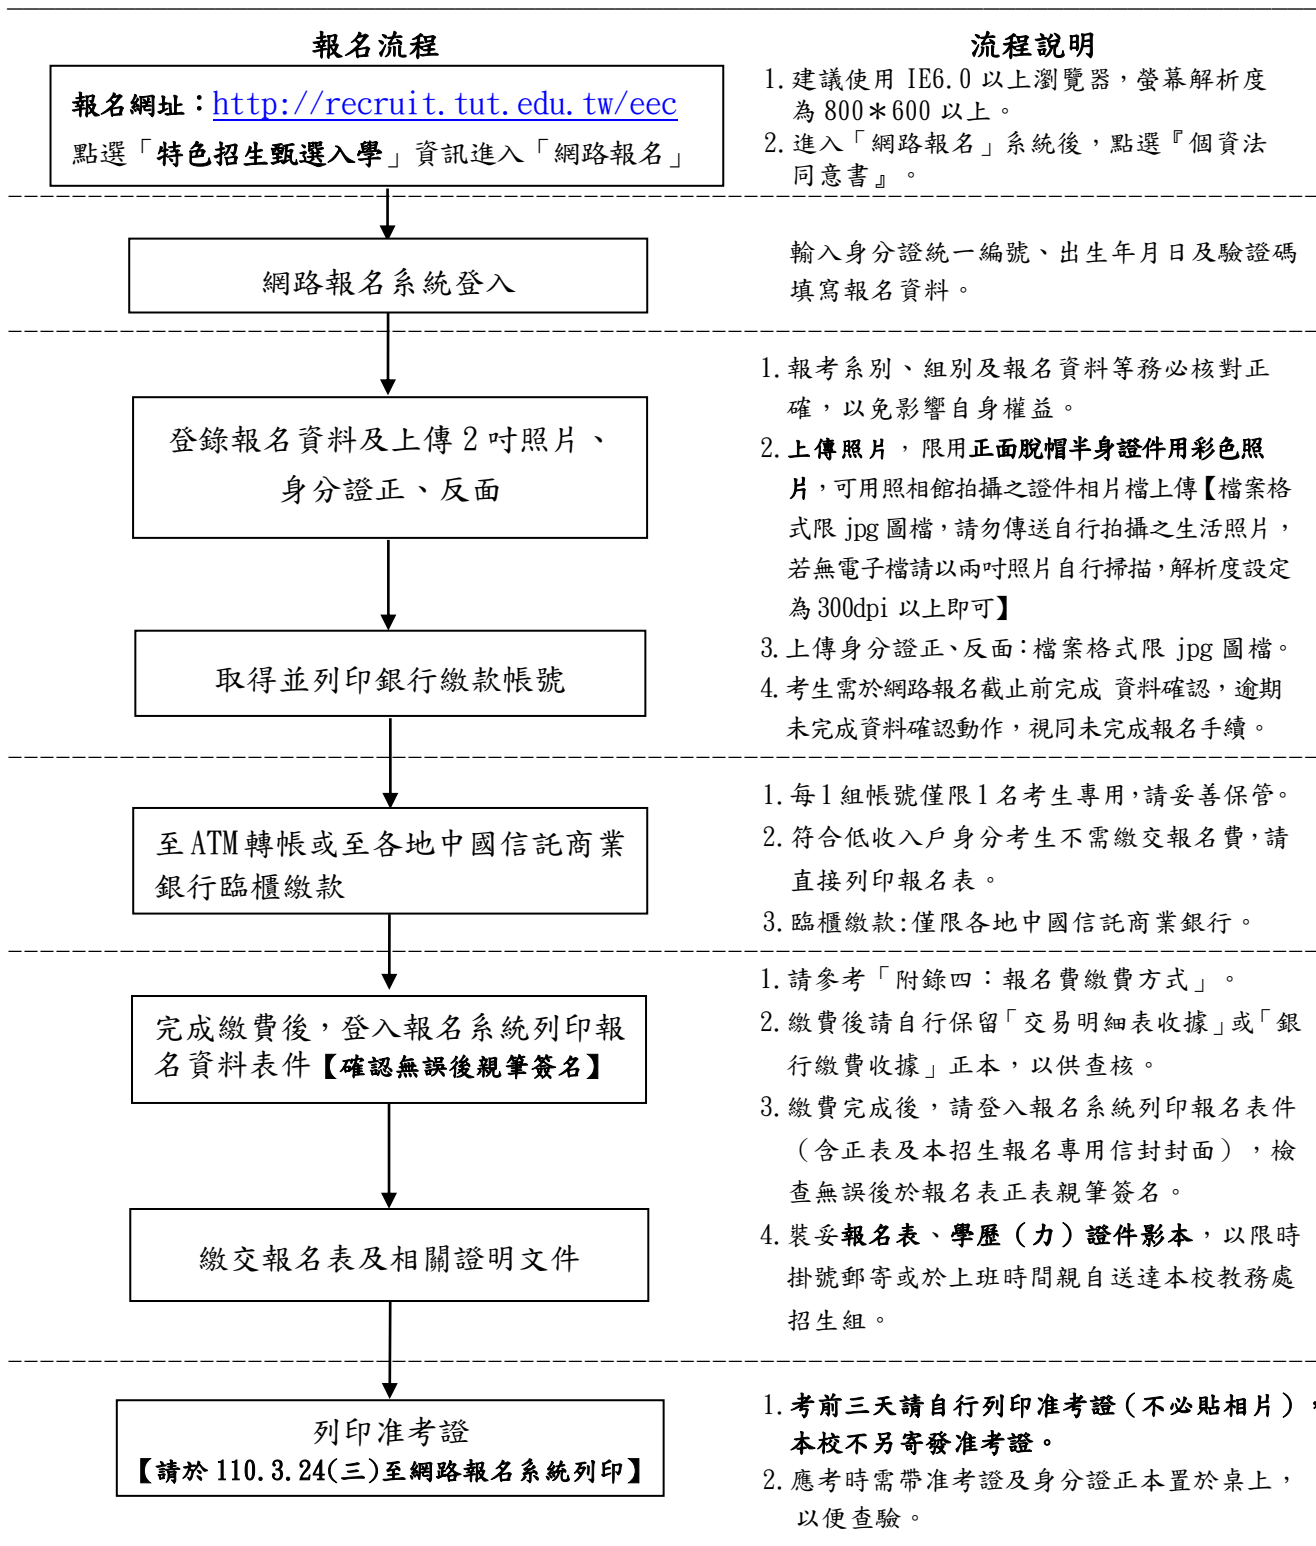 報名流程
報名網址：http://recruit.tut.edu.tw/eec
點選「特色招生甄選入學」資訊進入「網路報名」
流程說明
1.建議使用 IE6.0 以上瀏覽器，螢幕解析度
為 800＊600 以上。
2.進入「網路報名」系統後，點選『個資法
同意書』。
網路報名系統登入
輸入身分證統一編號、出生年月日及驗證碼
填寫報名資料。
登錄報名資料及上傳 2 吋照片、
身分證正、反面
取得並列印銀行繳款帳號
1.報考系別、組別及報名資料等務必核對正
確，以免影響自身權益。
2.上傳照片，限用正面脫帽半身證件用彩色照
片，可用照相館拍攝之證件相片檔上傳【檔案格
式限 jpg 圖檔，請勿傳送自行拍攝之生活照片，
若無電子檔請以兩吋照片自行掃描，解析度設定
為 300dpi 以上即可】
3.上傳身分證正、反面：檔案格式限 jpg 圖檔。
4.考生需於網路報名截止前完成 資料確認，逾期
未完成資料確認動作，視同未完成報名手續。
至 ATM 轉帳或至各地中國信託商業
銀行臨櫃繳款
1.每 1 組帳號僅限 1 名考生專用，請妥善保管。
2.符合低收入戶身分考生不需繳交報名費，請
直接列印報名表。
3.臨櫃繳款:僅限各地中國信託商業銀行。
完成繳費後，登入報名系統列印報
名資料表件【確認無誤後親筆簽名】
繳交報名表及相關證明文件
1.請參考「附錄四：報名費繳費方式」。
2.繳費後請自行保留「交易明細表收據」或「銀
行繳費收據」正本，以供查核。
3.繳費完成後，請登入報名系統列印報名表件
（含正表及本招生報名專用信封封面），檢
查無誤後於報名表正表親筆簽名。
4.裝妥報名表、學歷（力）證件影本，以限時
掛號郵寄或於上班時間親自送達本校教務處
招生組。
列印准考證
【請於 110.3.24(三)至網路報名系統列印】
1.考前三天請自行列印准考證（不必貼相片），
本校不另寄發准考證。
2.應考時需帶准考證及身分證正本置於桌上，
以便查驗。